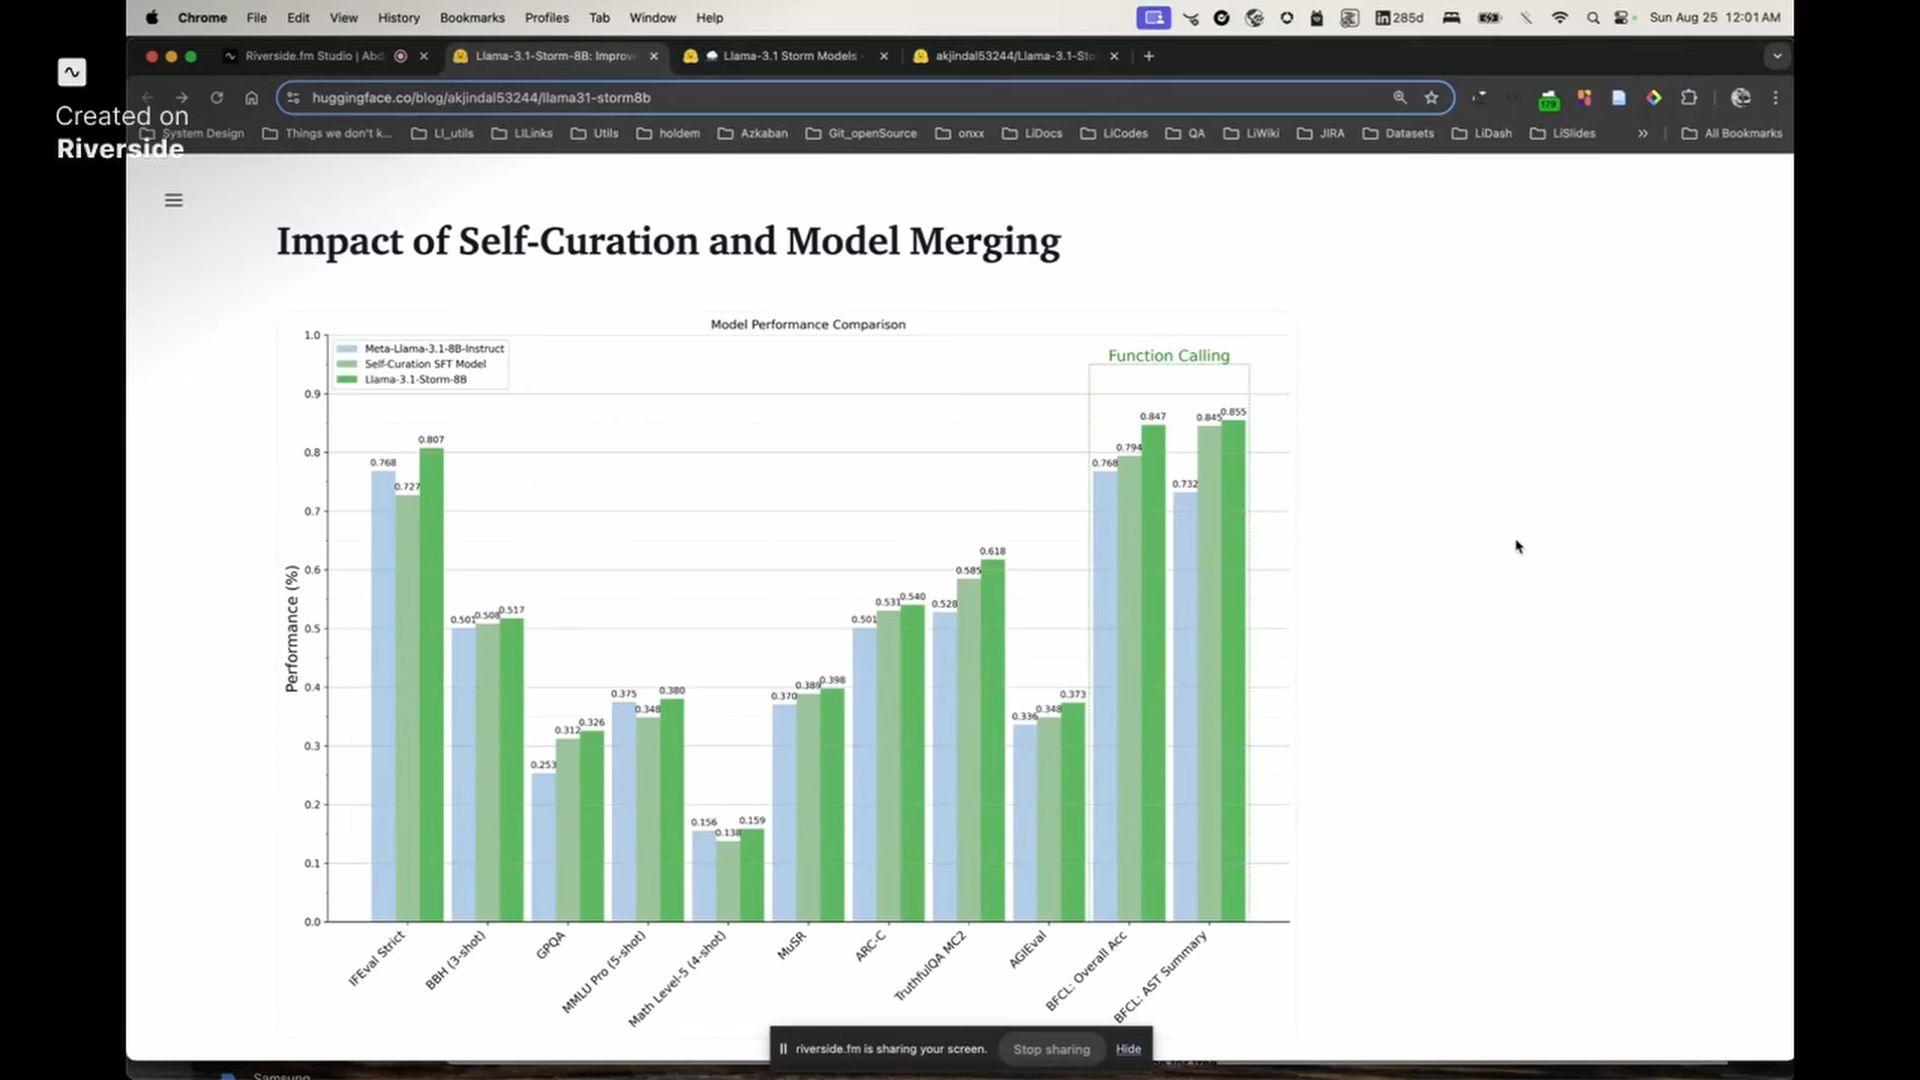 Chrome File Edit View History Bookmarks Profiles Tab Window Help 285d Sun Aug 25 12:01 AM
Riverside.fm Studio | Abd
Llama-3.1-Storm-8B: Improv
Llama-3.1 Storm Models -
akjindal53244/Llama-3.1-Sto
huggingface.co/blog/akjindal53244/llama31-storm8b
179
Created on
Riverside
System Design Things we don't k... LI_utils LILinks Utils holdem Azkaban Git_openSource onxx LiDocs LiCodes QA LiWiki JIRA Datasets LiDash LiSlides » All Bookmarks
Impact of Self-Curation and Model Merging
Model Performance Comparison
Meta-Llama-3.1-8B-Instruct
Self-Curation SFT Model
Llama-3.1-Storm-8B
Function Calling
Performance (%)
1.0
0.9
0.8
0.7
0.6
0.5
0.4
0.3
0.2
0.1
0.0
0.768 0.727 0.807
0.501 0.508 0.517
0.253 0.312 0.326
0.375 0.348 0.380
0.156 0.138 0.159
0.370 0.389 0.398
0.501 0.531 0.540
0.528 0.585 0.618
0.336 0.348 0.373
0.768 0.794 0.847
0.732 0.845 0.855
IFEval Strict
BBH (3-shot)
GPQA
MMLU Pro (5-shot)
Math Level-5 (4-shot)
MuSR
ARC-C
TruthfulQA MC2
AGIEval
BFCL: Overall Acc
BFCL: AST Summary
riverside.fm is sharing your screen. Stop sharing Hide
Samsung